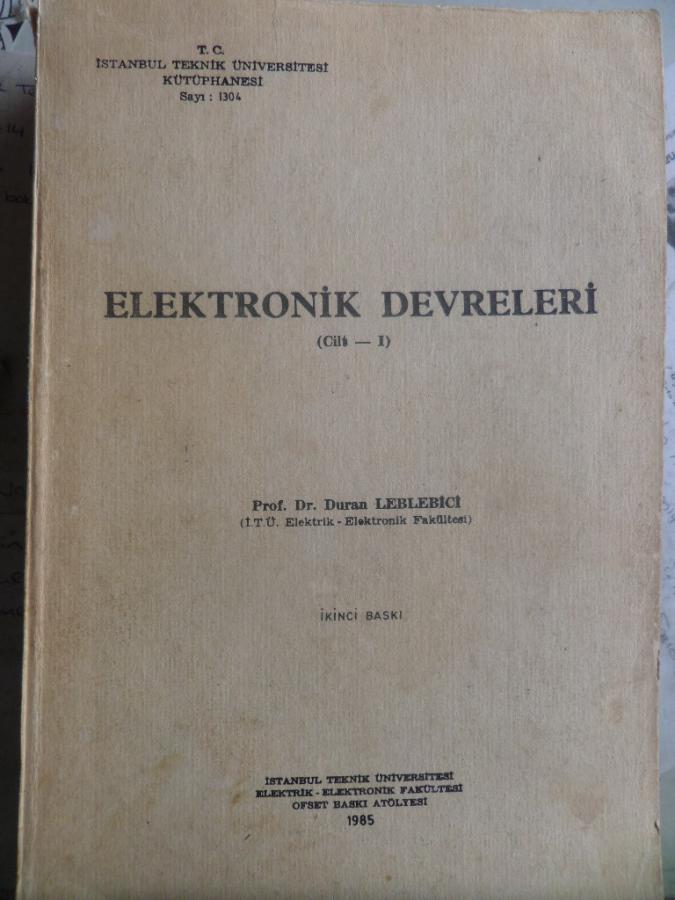 T. C.
İSTANBUL TEKNİK ÜNİVERSİTESİ
KÜTÜPHANESİ
Sayı : 1304
ELEKTRONİK DEVRELERİ
(Cilt — I)
Prof. Dr. Duran LEBLEBİCİ
(İ.T.Ü. Elektrik - Elektronik Fakültesi)
İKİNCİ BASKI
İSTANBUL TEKNİK ÜNİVERSİTESİ
ELEKTRİK - ELEKTRONİK FAKÜLTESİ
OFSET BASKI ATÖLYESİ
1985